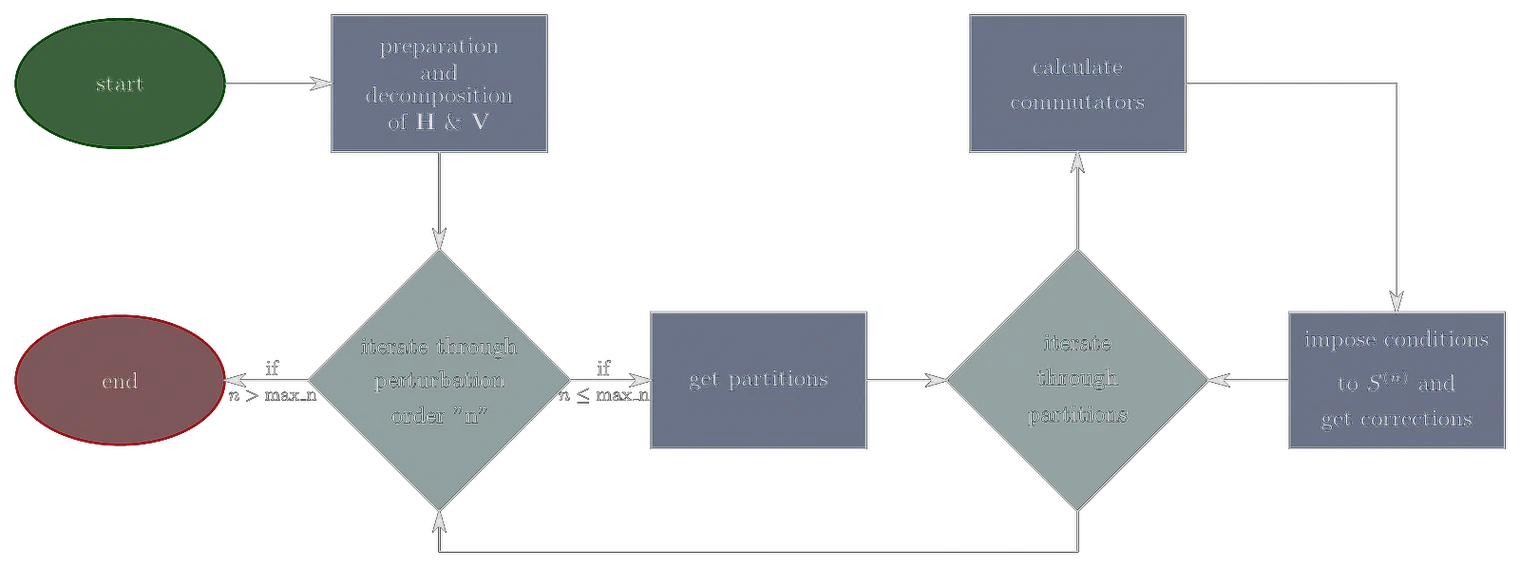 start
preparation
and
decomposition
of H & V
calculate
commutators
end
if
n > max_n
iterate through
perturbation
order "n"
if
n ≤ max_n
get partitions
iterate
through
partitions
impose conditions
to S⁽ⁿ⁾ and
get corrections